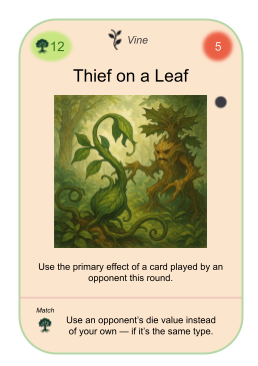 12
Vine
5
Thief on a Leaf
Use the primary effect of a card played by an
opponent this round.
Match
Use an opponent's die value instead
of your own — if it's the same type.